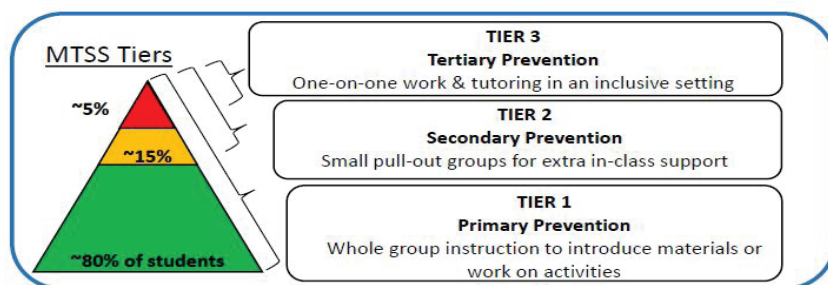 MTSS Tiers
~5%
~15%
~80% of students
TIER 3
Tertiary Prevention
One-on-one work & tutoring in an inclusive setting
TIER 2
Secondary Prevention
Small pull-out groups for extra in-class support
TIER 1
Primary Prevention
Whole group instruction to introduce materials or
work on activities